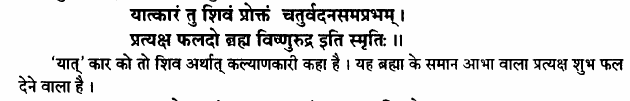 यात्कारं तु शिवं प्रोक्तं चतुर्वदनसमप्रभम् ।
प्रत्यक्ष फलदो ब्रह्म विष्णुरुद्र इति स्मृतिः ॥
'यात्' कार को तो शिव अर्थात् कल्याणकारी कहा है । यह ब्रह्मा के समान आभा वाला प्रत्यक्ष शुभ फल
देने वाला है ।